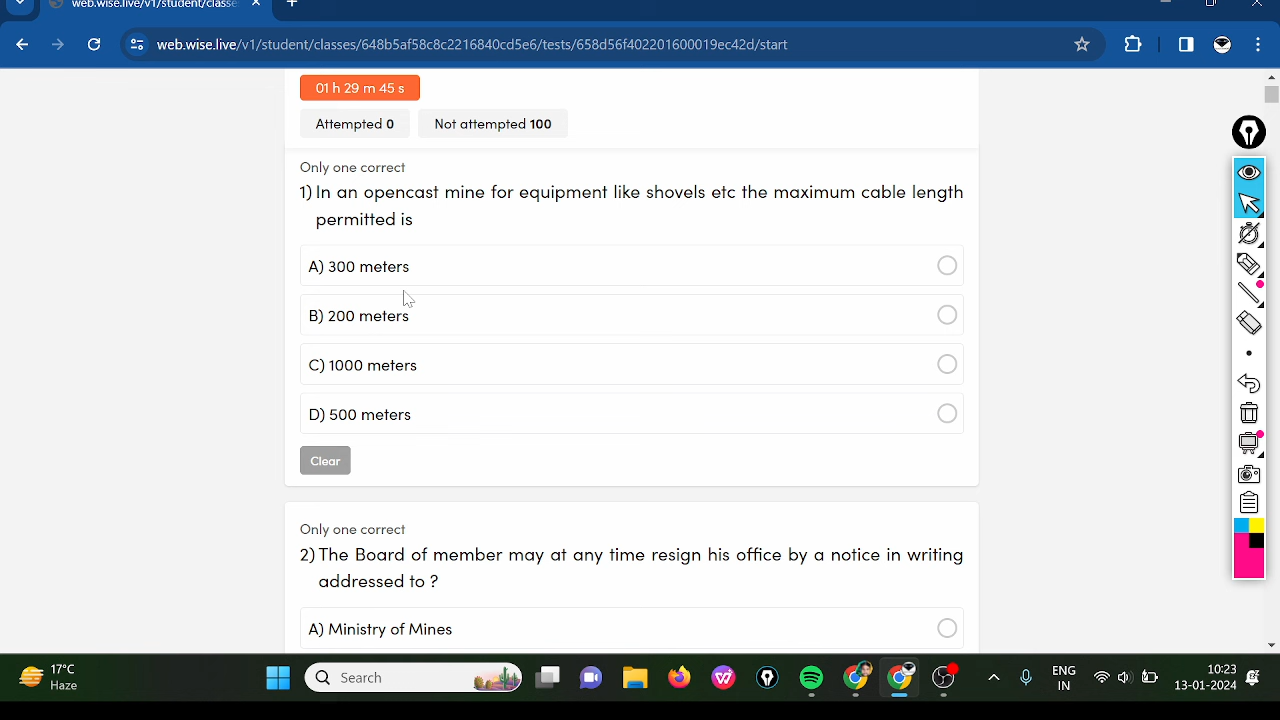 web.wise.live/v1/student/classe
web.wise.live/v1/student/classes/648b5af58c8c2216840cd5e6/tests/658d56f402201600019ec42d/start
01 h 29 m 45 s
Attempted 0 Not attempted 100
Only one correct
1) In an opencast mine for equipment like shovels etc the maximum cable length
permitted is
A) 300 meters
B) 200 meters
C) 1000 meters
D) 500 meters
Clear
Only one correct
2) The Board of member may at any time resign his office by a notice in writing
addressed to ?
A) Ministry of Mines
17°C
Haze
Search
ENG
IN
10:23
13-01-2024